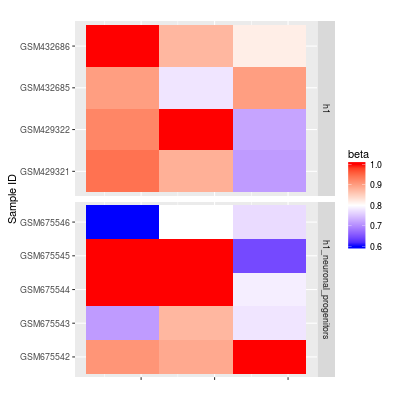 GSM432686
GSM432685
GSM429322
GSM429321
h1
GSM675546
GSM675545
GSM675544
GSM675543
GSM675542
h1_neuronal_progenitors
Sample ID
beta
1.0
0.9
0.8
0.7
0.6